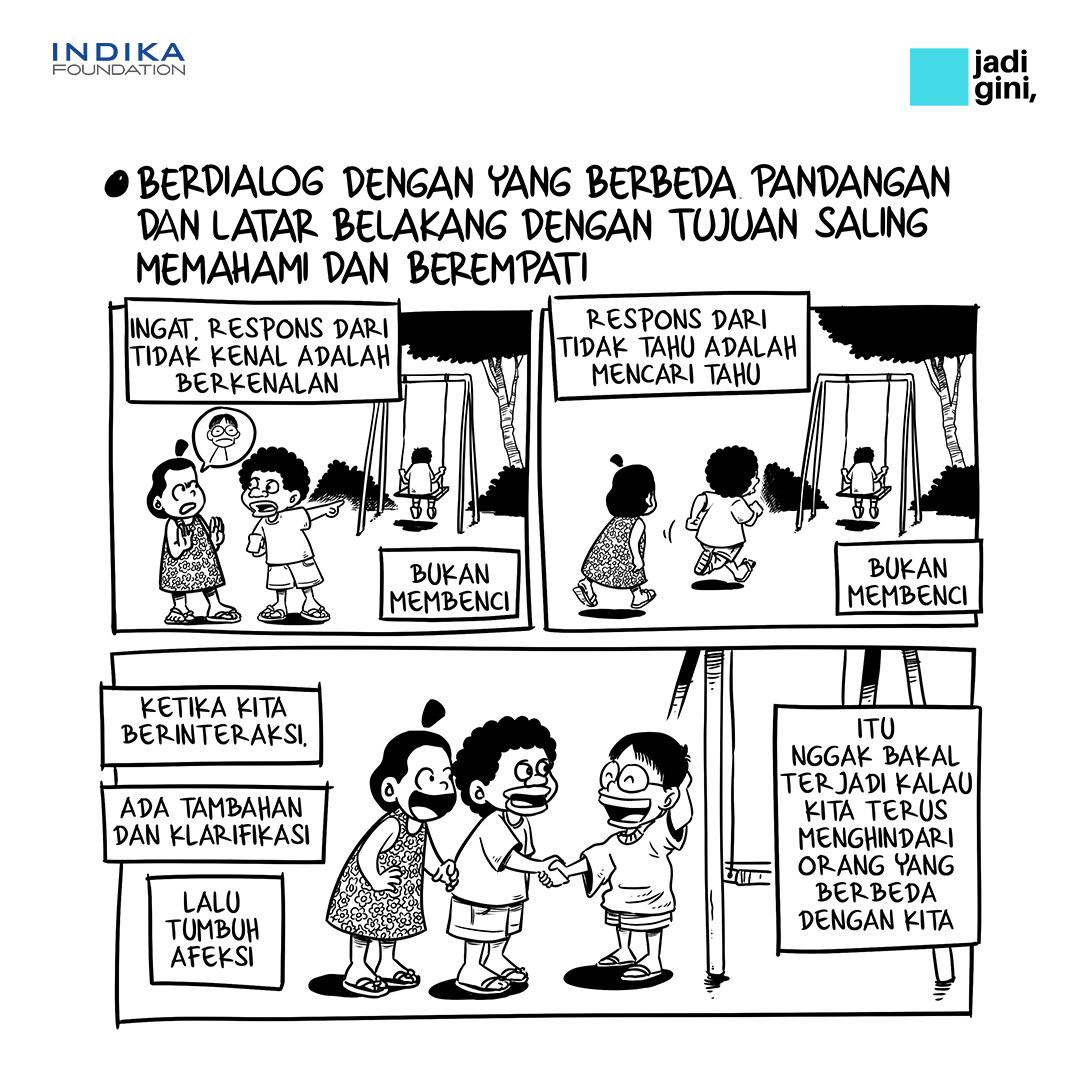 INDIKA
FOUNDATION
jadi
gini,
BERDIALOG DENGAN YANG BERBEDA PANDANGAN
DAN LATAR BELAKANG DENGAN TUJUAN SALING
MEMAHAMI DAN BEREMPATI
INGAT, RESPONS DARI
TIDAK KENAL ADALAH
BERKENALAN
BUKAN
MEMBENCI
RESPONS DARI
TIDAK TAHU ADALAH
MENCARI TAHU
BUKAN
MEMBENCI
KETIKA KITA
BERINTERAKSI,
ADA TAMBAHAN
DAN KLARIFIKASI
LALU
TUMBUH
AFEKSI
ITU
NGGAK BAKAL
TERJADI KALAU
KITA TERUS
MENGHINDARI
ORANG YANG
BERBEDA
DENGAN KITA